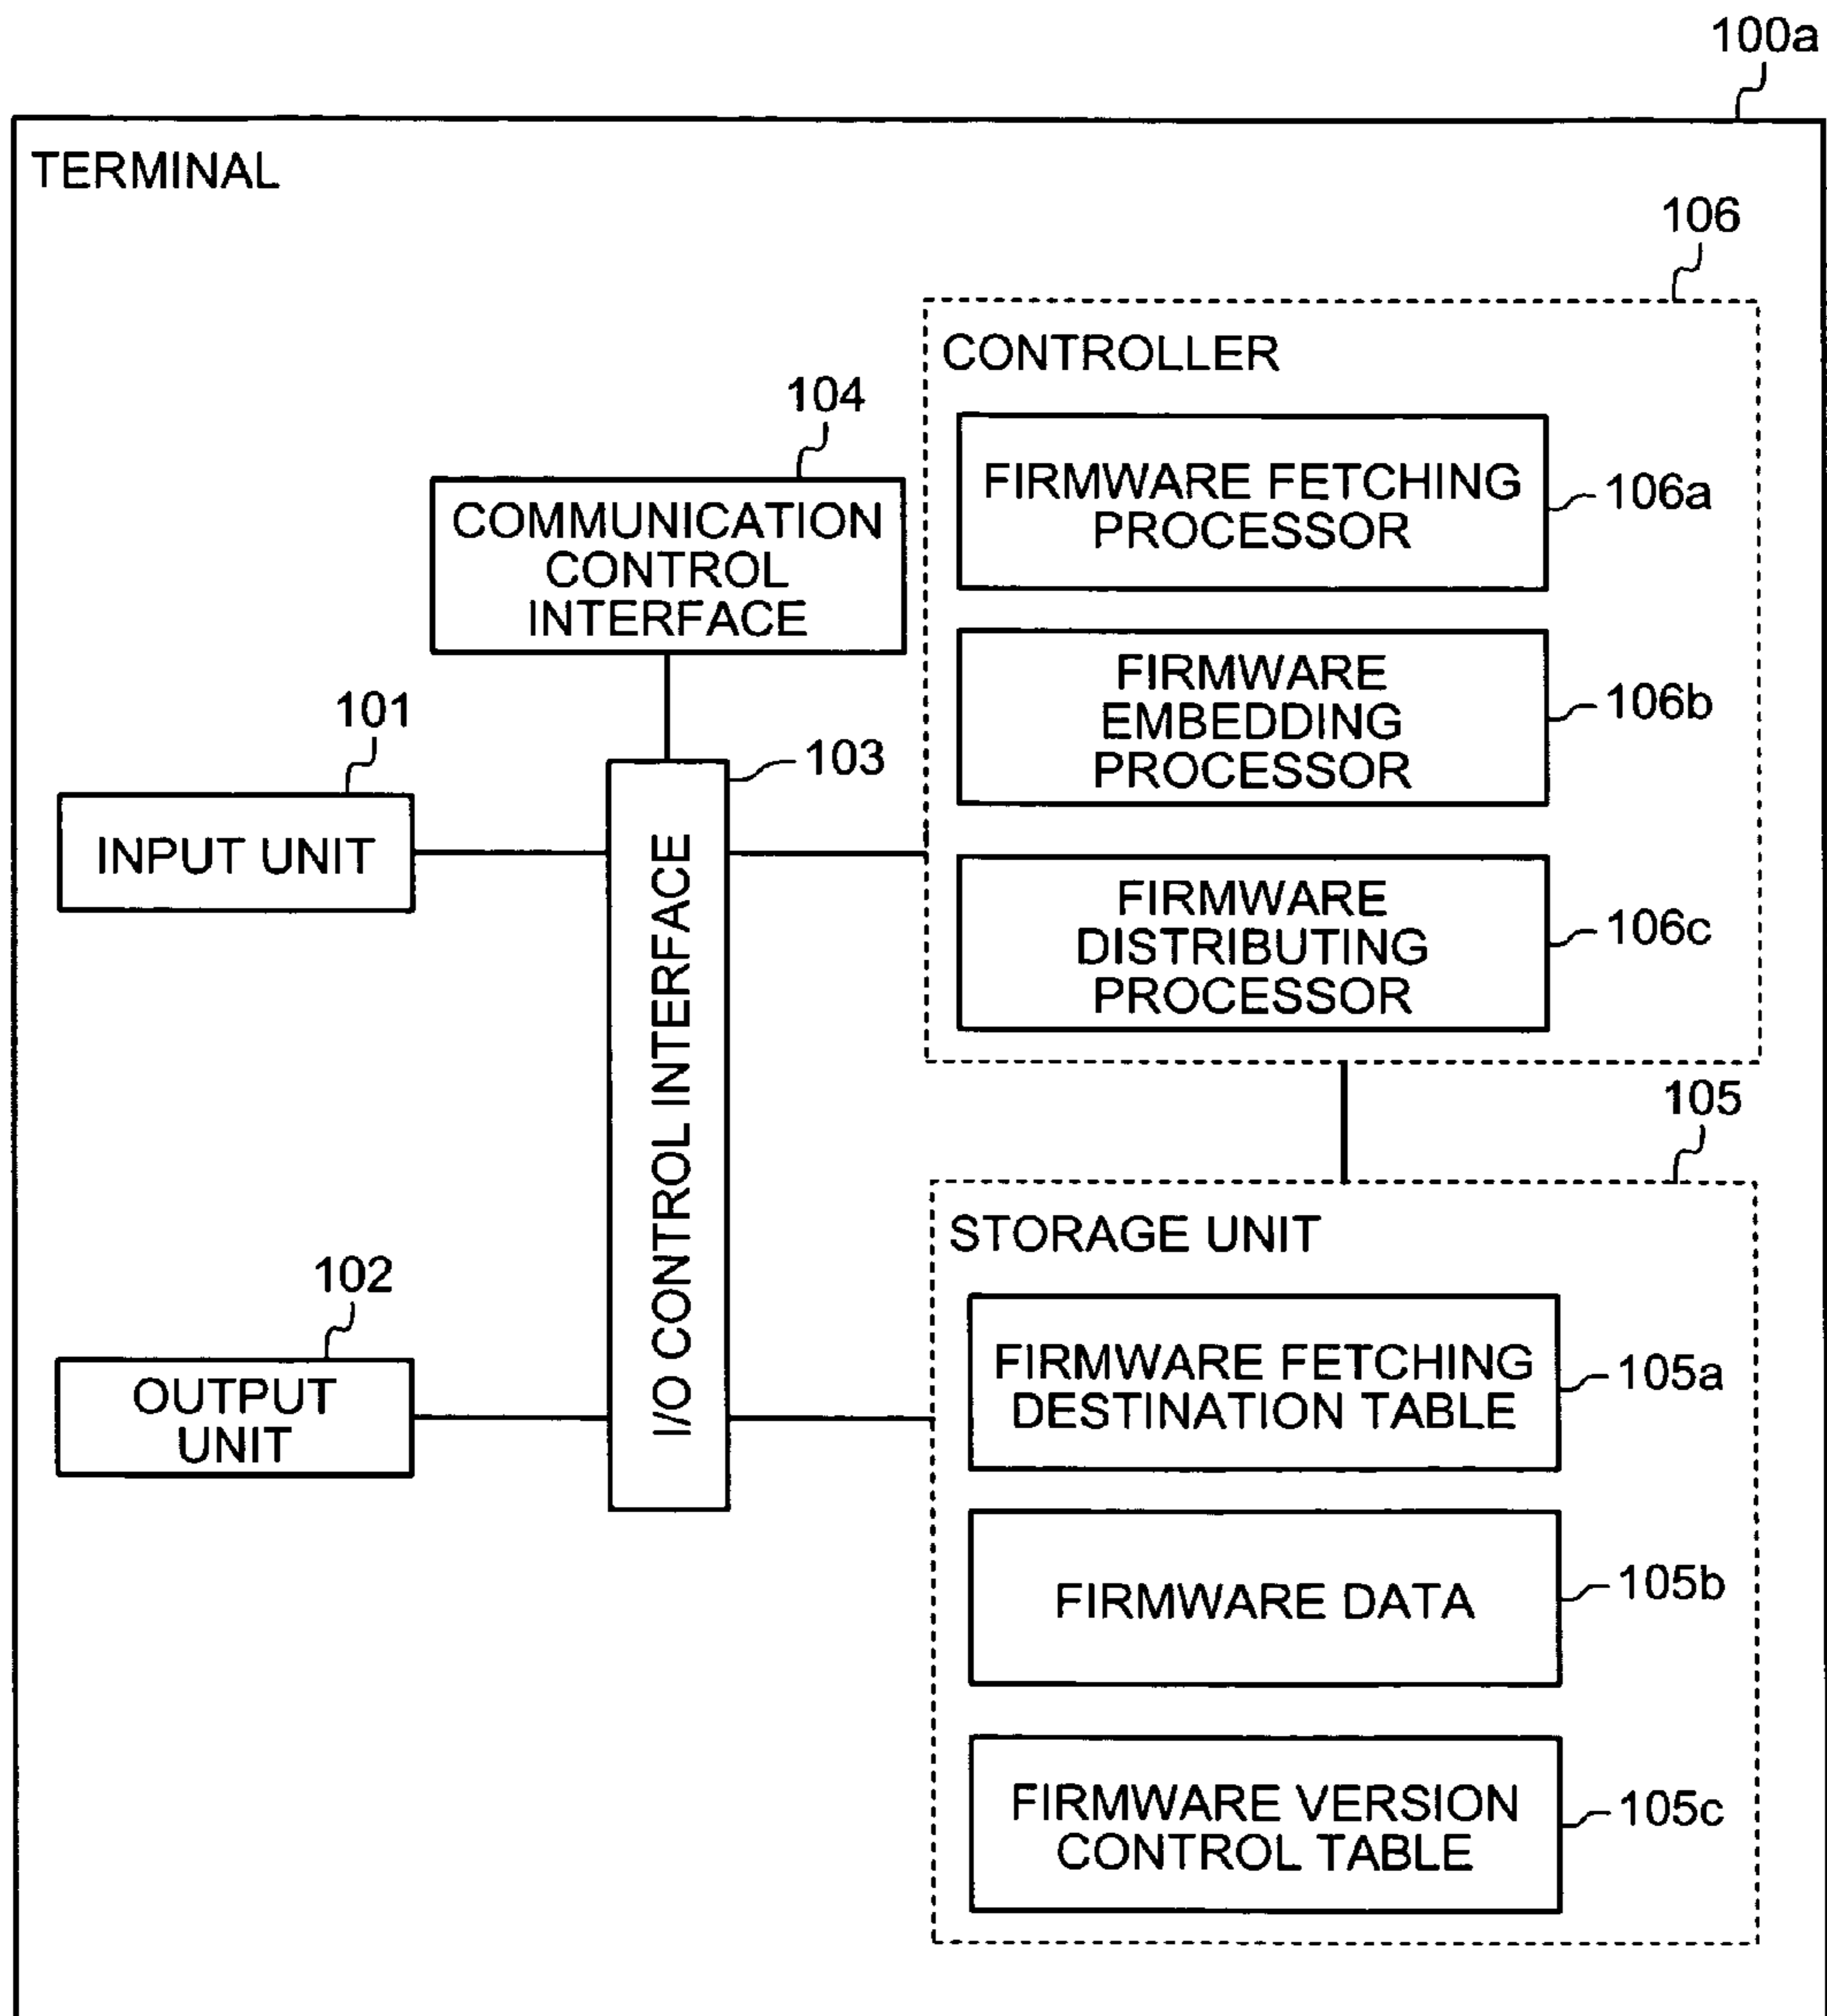 100a
TERMINAL
106
CONTROLLER
104
FIRMWARE FETCHING
PROCESSOR
106a
COMMUNICATION
CONTROL
INTERFACE
FIRMWARE
EMBEDDING
PROCESSOR
106b
101
103
INPUT UNIT
I/O CONTROL INTERFACE
FIRMWARE
DISTRIBUTING
PROCESSOR
106c
105
STORAGE UNIT
102
OUTPUT
UNIT
FIRMWARE FETCHING
DESTINATION TABLE
105a
FIRMWARE DATA
105b
FIRMWARE VERSION
CONTROL TABLE
105c